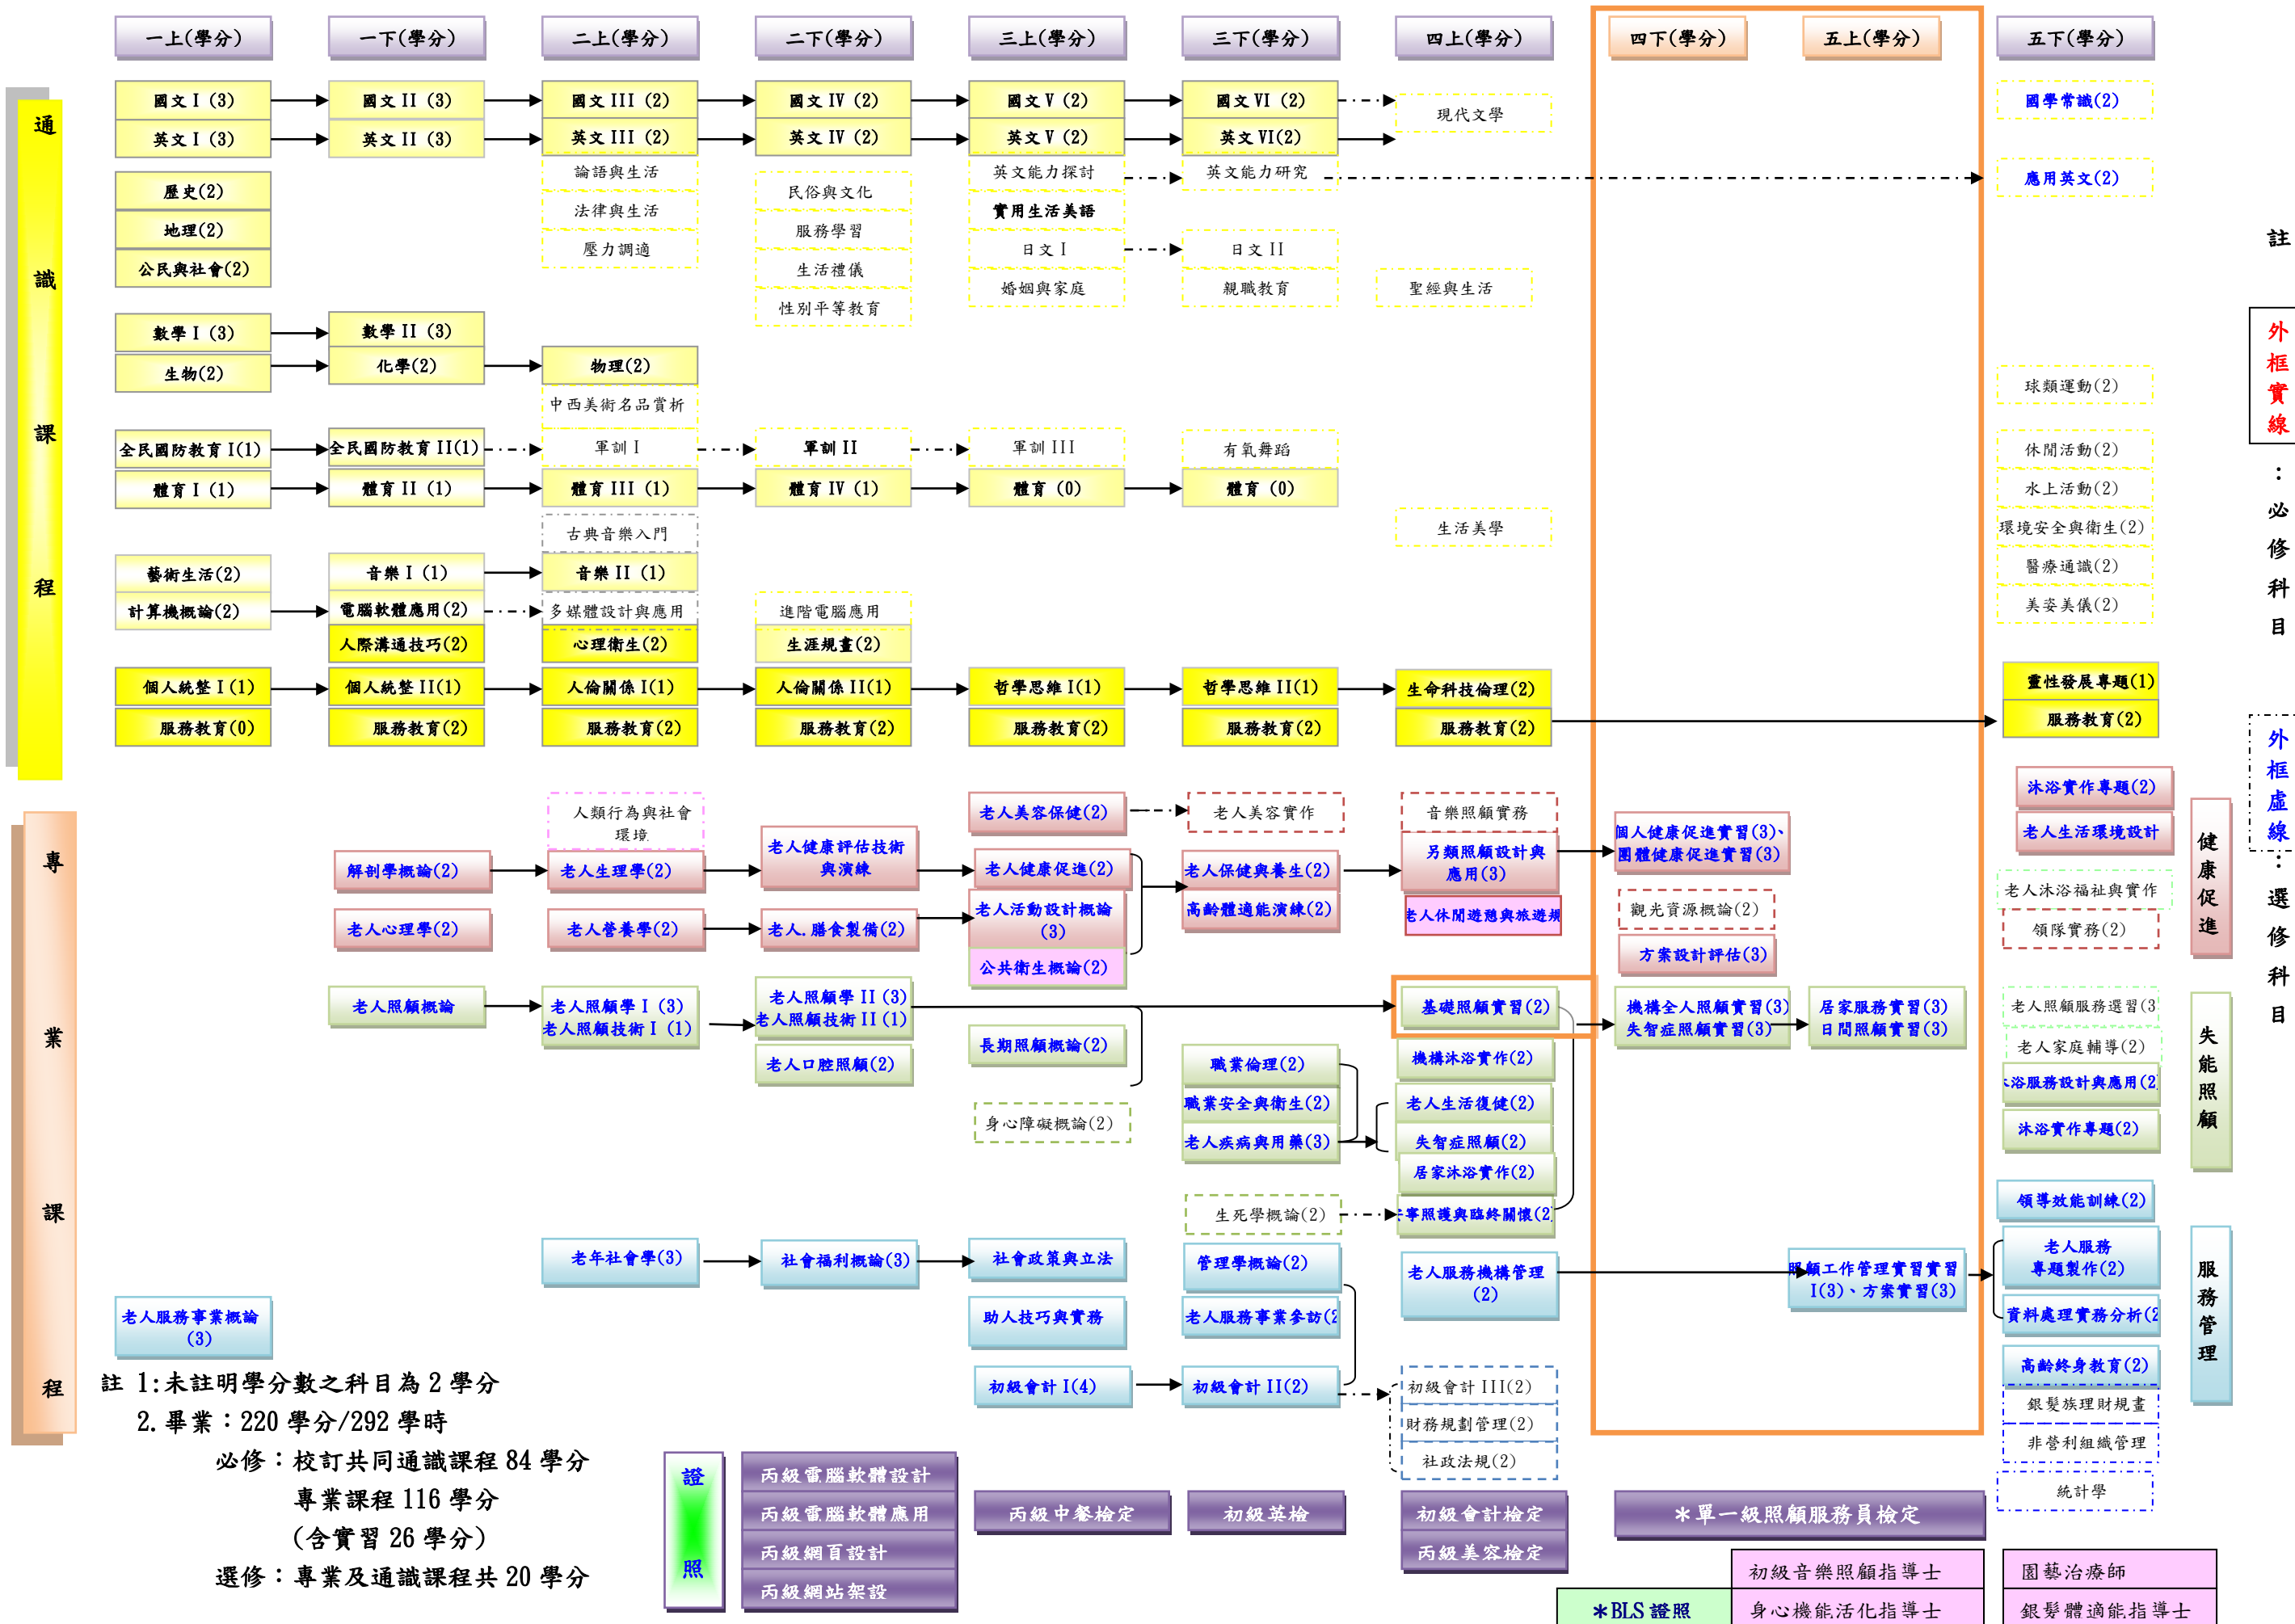 一上(學分)
一下(學分)
二上(學分)
二下(學分)
三上(學分)
三下(學分)
四上(學分)
四下(學分)
五上(學分)
五下(學分)
通識課程
國文 I (3)
國文 II (3)
國文 III (2)
國文 IV (2)
國文 V (2)
國文 VI (2)
現代文學
國學常識(2)
英文 I (3)
英文 II (3)
英文 III (2)
英文 IV (2)
英文 V (2)
英文 VI(2)
歷史(2)
地理(2)
公民與社會(2)
論語與生活
法律與生活
壓力調適
民俗與文化
服務學習
生活禮儀
性別平等教育
英文能力探討
實用生活美語
日文 I
婚姻與家庭
英文能力研究
日文 II
親職教育
聖經與生活
應用英文(2)
數學 I (3)
數學 II (3)
生物(2)
化學(2)
物理(2)
中西美術名品賞析
球類運動(2)
全民國防教育 I(1)
全民國防教育 II(1)
軍訓 I
軍訓 II
軍訓 III
有氧舞蹈
休閒活動(2)
體育 I (1)
體育 II (1)
體育 III (1)
體育 IV (1)
體育 (0)
體育 (0)
水上活動(2)
古典音樂入門
生活美學
環境安全與衛生(2)
藝術生活(2)
音樂 I (1)
音樂 II (1)
醫療通識(2)
計算機概論(2)
電腦軟體應用(2)
多媒體設計與應用
進階電腦應用
美姿美儀(2)
人際溝通技巧(2)
心理衛生(2)
生涯規畫(2)
個人統整 I(1)
個人統整 II(1)
人倫關係 I(1)
人倫關係 II(1)
哲學思維 I(1)
哲學思維 II(1)
生命科技倫理(2)
靈性發展專題(1)
服務教育(0)
服務教育(2)
服務教育(2)
服務教育(2)
服務教育(2)
服務教育(2)
服務教育(2)
服務教育(2)
註
外框實線
:必修科目
外框虛線
:選修科目
專業課程
人類行為與社會
環境
老人美容保健(2)
老人美容實作
音樂照顧實務
沐浴實作專題(2)
老人生活環境設計
解剖學概論(2)
老人生理學(2)
老人健康評估技術
與演練
老人健康促進(2)
老人保健與養生(2)
另類照顧設計與
應用(3)
個人健康促進實習(3)、
團體健康促進實習(3)
老人沐浴福祉與實作
老人心理學(2)
老人營養學(2)
老人.膳食製備(2)
老人活動設計概論
(3)
高齡體適能演練(2)
老人休閒遊憩與旅遊規
觀光資源概論(2)
領隊實務(2)
公共衛生概論(2)
方案設計評估(3)
健康促進
老人照顧概論
老人照顧學 I (3)
老人照顧技術 I (1)
老人照顧學 II (3)
老人照顧技術 II (1)
基礎照顧實習(2)
機構全人照顧實習(3)
失智症照顧實習(3)
居家服務實習(3)
日間照顧實習(3)
老人照顧服務選習(3
老人口腔照顧(2)
長期照顧概論(2)
職業倫理(2)
機構沐浴實作(2)
老人家庭輔導(2)
沐浴服務設計與應用(2)
身心障礙概論(2)
職業安全與衛生(2)
老人生活復健(2)
老人疾病與用藥(3)
失智症照顧(2)
沐浴實作專題(2)
居家沐浴實作(2)
生死學概論(2)
寧照護與臨終關懷(2)
失能照顧
領導效能訓練(2)
老年社會學(3)
社會福利概論(3)
社會政策與立法
管理學概論(2)
老人服務機構管理
(2)
照顧工作管理實習實習
I(3)、方案實習(3)
老人服務
專題製作(2)
老人服務事業概論
(3)
助人技巧與實務
老人服務事業參訪(2
資料處理實務分析(2
初級會計 I(4)
初級會計 II(2)
初級會計 III(2)
財務規劃管理(2)
社政法規(2)
高齡終身教育(2)
銀髮族理財規畫
非營利組織管理
統計學
服務管理
註 1:未註明學分數之科目為 2 學分
2.畢業：220 學分/292 學時
必修：校訂共同通識課程 84 學分
專業課程 116 學分
(含實習 26 學分)
選修：專業及通識課程共 20 學分
證照
丙級電腦軟體設計
丙級電腦軟體應用
丙級網頁設計
丙級網站架設
丙級中餐檢定
初級英檢
初級會計檢定
丙級美容檢定
＊單一級照顧服務員檢定
初級音樂照顧指導士
園藝治療師
＊BLS 證照
身心機能活化指導士
銀髮體適能指導士